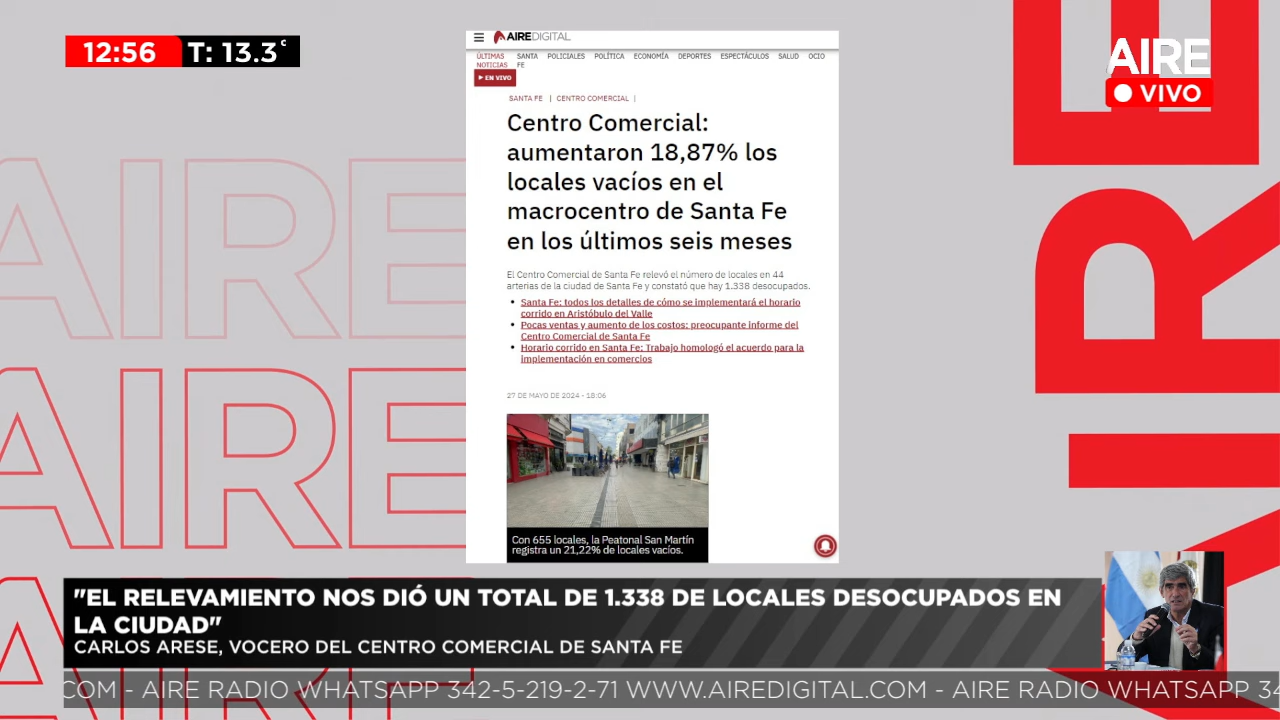 12:56 T: 13.3c
AIRE
VIVO
AIREDIGITAL
ÚLTIMAS NOTICIAS SANTA FE POLICIALES POLÍTICA ECONOMÍA DEPORTES ESPECTÁCULOS SALUD OCIO
EN VIVO
SANTA FE | CENTRO COMERCIAL |
Centro Comercial:
aumentaron 18,87% los
locales vacíos en el
macrocentro de Santa Fe
en los últimos seis meses
El Centro Comercial de Santa Fe relevó el número de locales en 44
arterias de la ciudad de Santa Fe y constató que hay 1.338 desocupados.
• Santa Fe: todos los detalles de cómo se implementará el horario
corrido en Aristóbulo del Valle
• Pocas ventas y aumento de los costos: preocupante informe del
Centro Comercial de Santa Fe
• Horario corrido en Santa Fe: Trabajo homologó el acuerdo para la
implementación en comercios
27 DE MAYO DE 2024 - 18:06
Con 655 locales, la Peatonal San Martín
registra un 21,22% de locales vacíos.
AIRE
AIRE
AIRE
AIRE
"EL RELEVAMIENTO NOS DIÓ UN TOTAL DE 1.338 DE LOCALES DESOCUPADOS EN
LA CIUDAD"
CARLOS ARESE, VOCERO DEL CENTRO COMERCIAL DE SANTA FE
COM - AIRE RADIO WHATSAPP 342-5-219-2-71 WWW.AIREDIGITAL.COM - AIRE RADIO WHATSAPP 34